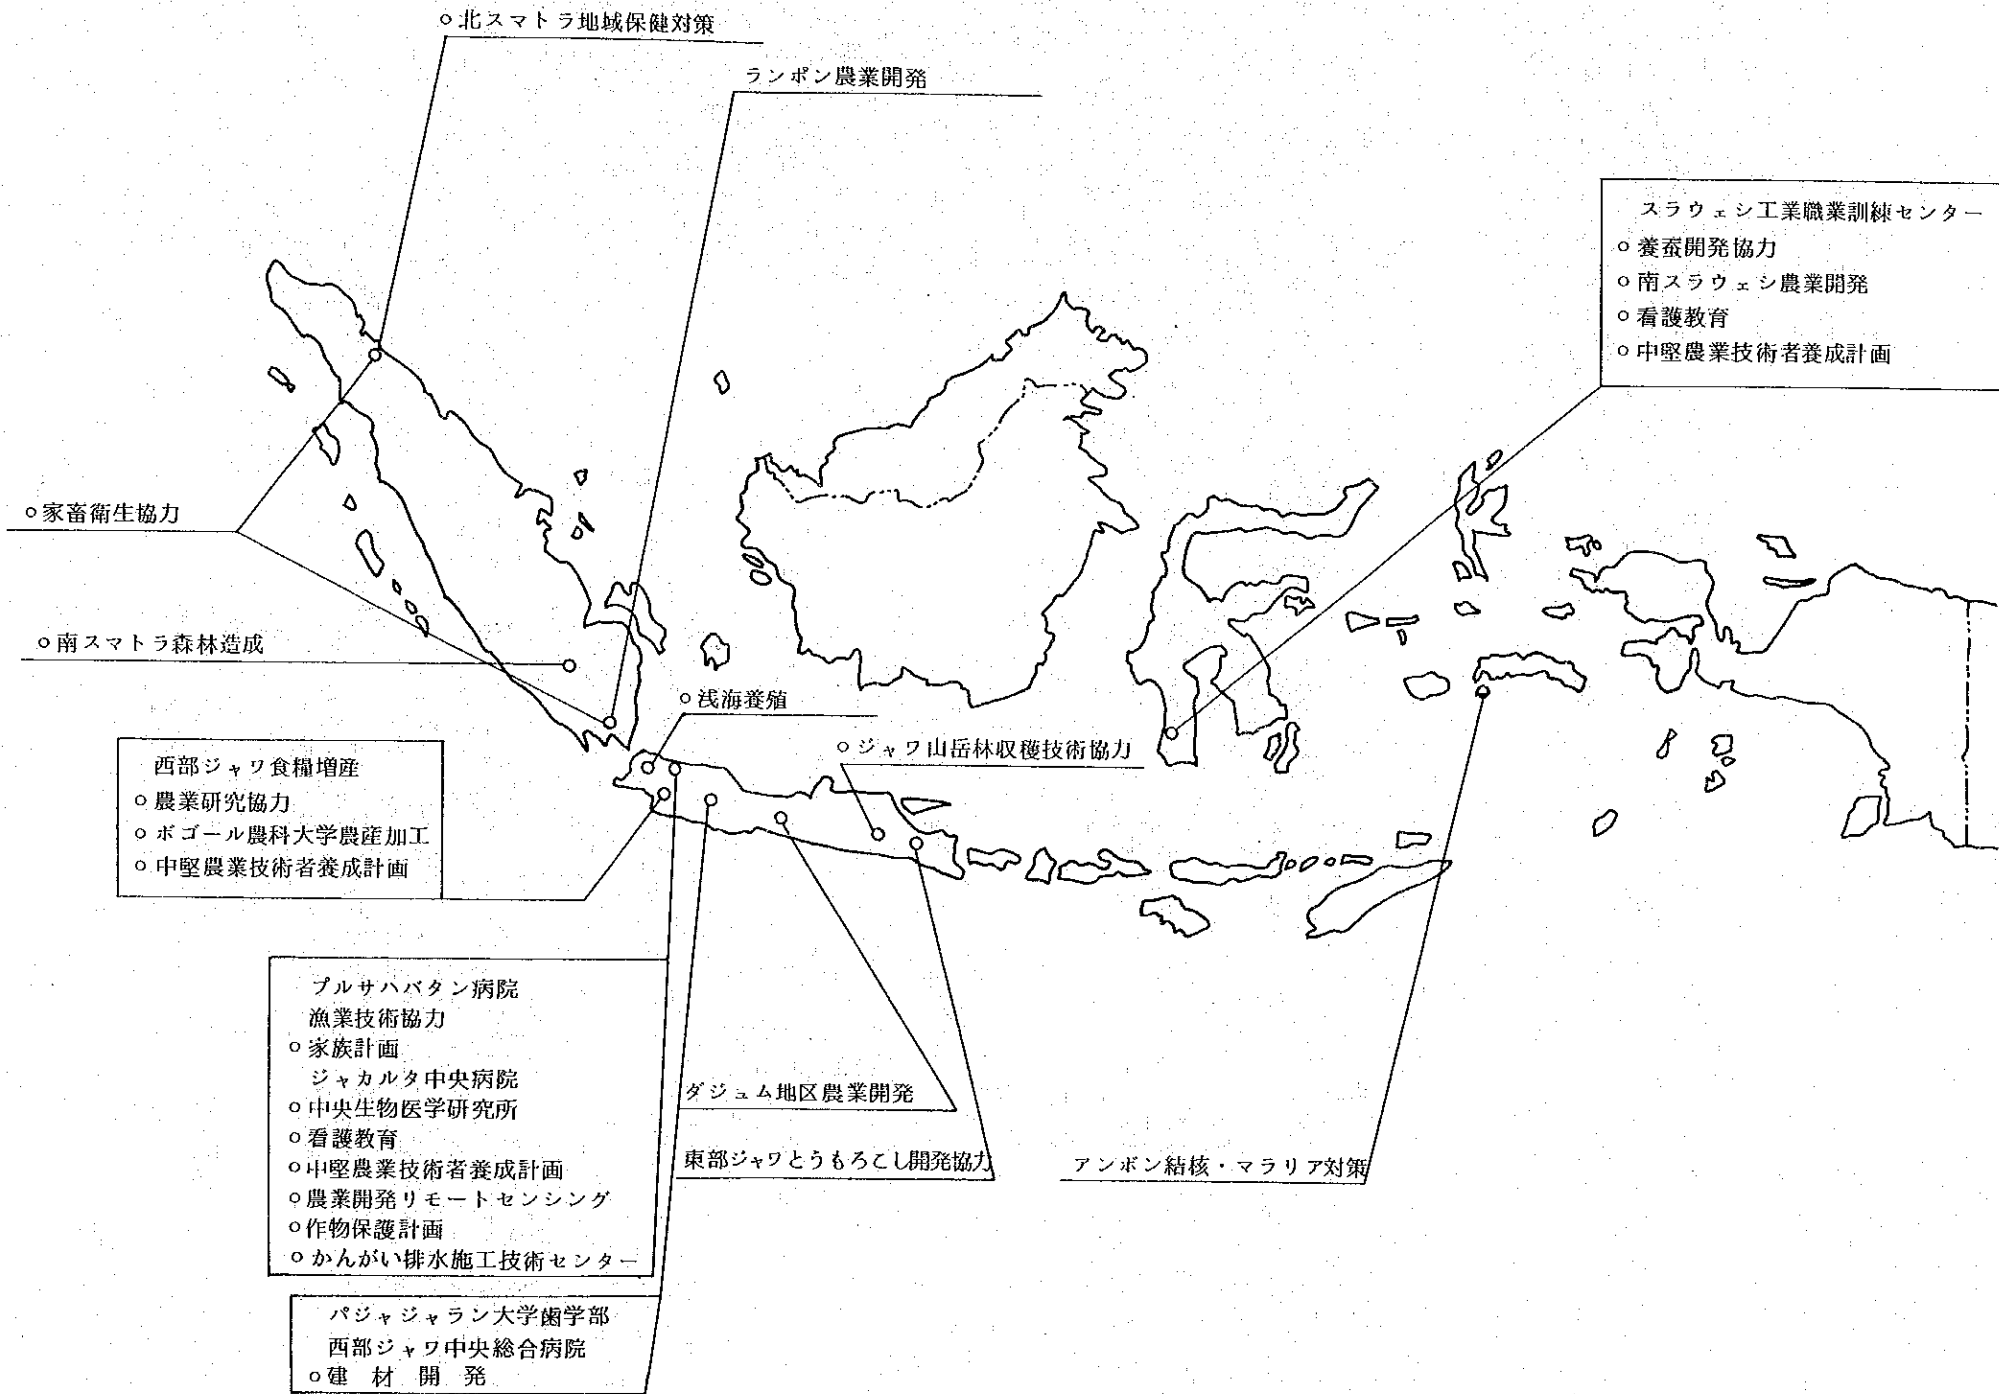 ○北スマトラ地域保健対策
ランポン農業開発
スラウェシ工業職業訓練センター
○養蚕開発協力
○南スラウェシ農業開発
○看護教育
○中堅農業技術者養成計画
○家畜衛生協力
○南スマトラ森林造成
○浅海養殖
○ジャワ山岳林収穫技術協力
西部ジャワ食糧増産
○農業研究協力
○ボゴール農科大学農産加工
○中堅農業技術者養成計画
プルサハバタン病院
漁業技術協力
○家族計画
ジャカルタ中央病院
○中央生物医学研究所
○看護教育
○中堅農業技術者養成計画
○農業開発リモートセンシング
○作物保護計画
○かんがい排水施工技術センター
ダジュム地区農業開発
東部ジャワとうもろこし開発協力
アンボン結核・マラリア対策
パジャジャラン大学歯学部
西部ジャワ中央総合病院
○建材開発